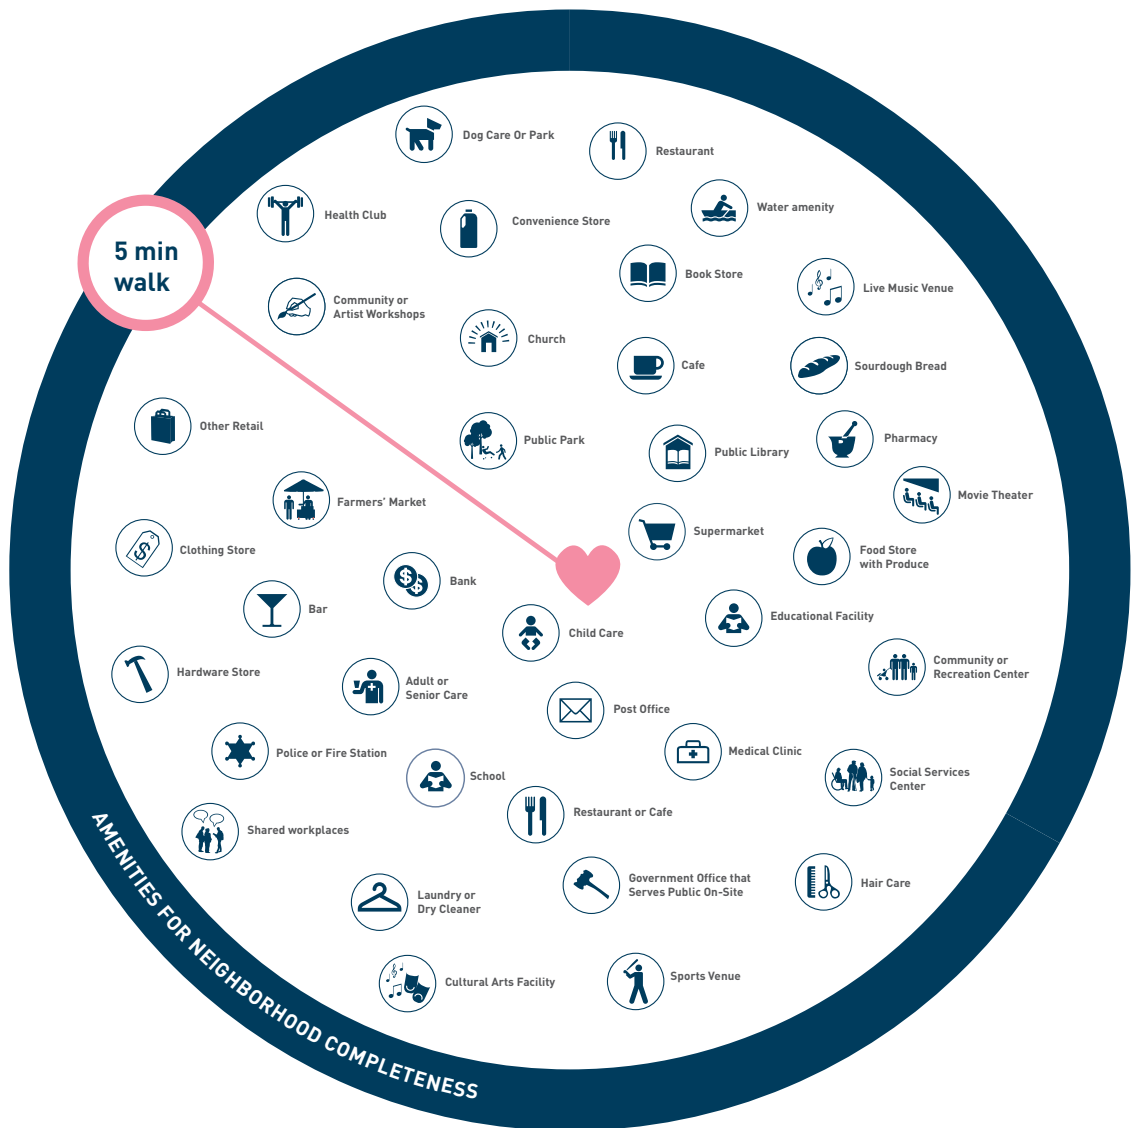 Dog Care Or Park
Restaurant
Water amenity
Health Club
Convenience Store
5 min
walk
Book Store
Live Music Venue
Community or
Artist Workshops
Church
Cafe
Sourdough Bread
Other Retail
Public Park
Public Library
Pharmacy
Farmers’ Market
Movie Theater
Supermarket
Clothing Store
$
Food Store
with Produce
Bank
$
$
Bar
Educational Facility
Child Care
Hardware Store
Community or
Recreation Center
Adult or
Senior Care
Post Office
Police or Fire Station
Medical Clinic
School
Social Services
Center
Restaurant or Cafe
Shared workplaces
Government Office that
Serves Public On-Site
Hair Care
Laundry or
Dry Cleaner
Cultural Arts Facility
Sports Venue
AMENITIES FOR NEIGHBORHOOD COMPLETENESS